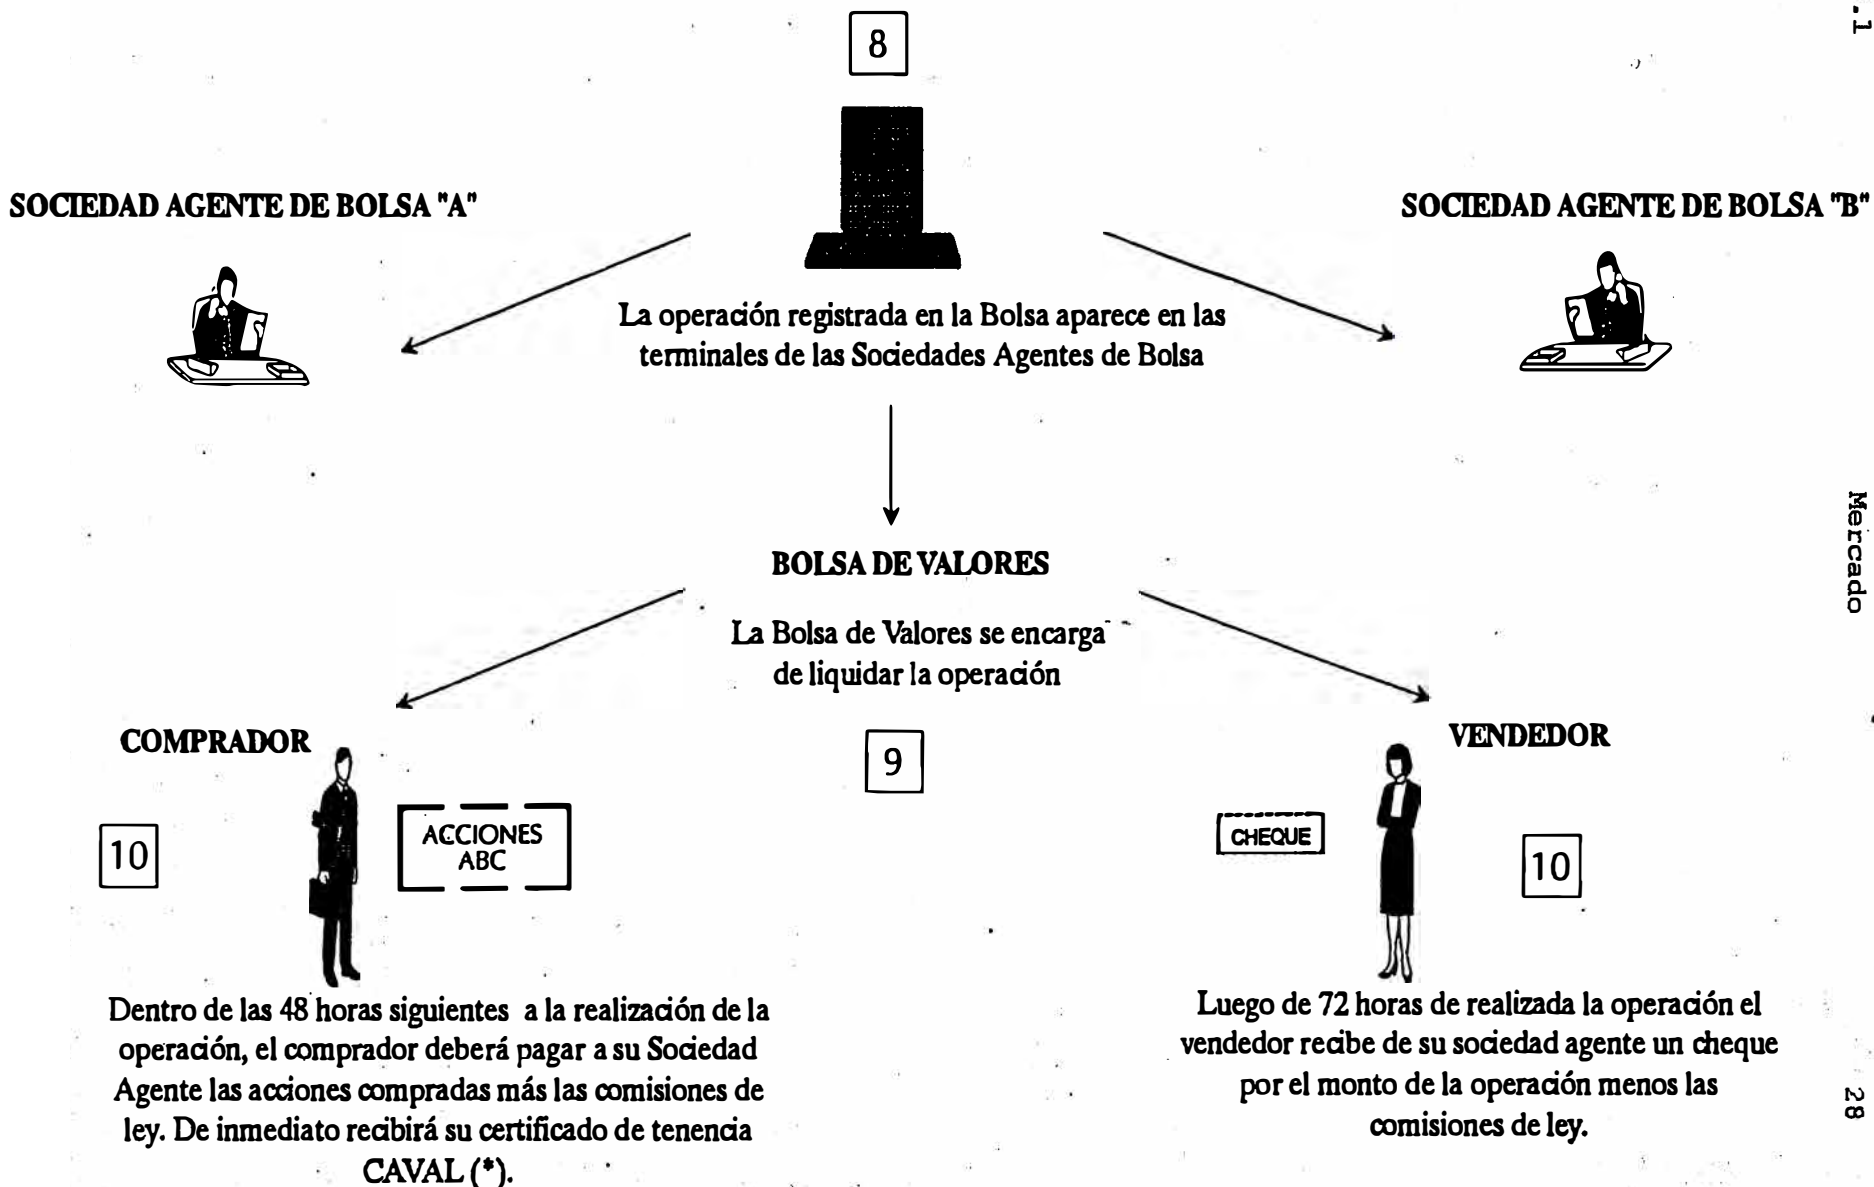 8
SOCIEDAD AGENTE DE BOLSA "A"
SOCIEDAD AGENTE DE BOLSA "B"
La operación registrada en la Bolsa aparece en las
terminales de las Sociedades Agentes de Bolsa
BOLSA DE VALORES
La Bolsa de Valores se encarga
de liquidar la operación
9
COMPRADOR
10
ACCIONES
ABC
Dentro de las 48 horas siguientes a la realización de la
operación, el comprador deberá pagar a su Sociedad
Agente las acciones compradas más las comisiones de
ley. De inmediato recibirá su certificado de tenencia
CAVAL (*).
VENDEDOR
CHEQUE
10
Luego de 72 horas de realizada la operación el
vendedor recibe de su sociedad agente un cheque
por el monto de la operación menos las
comisiones de ley.
.1
Mercado
28